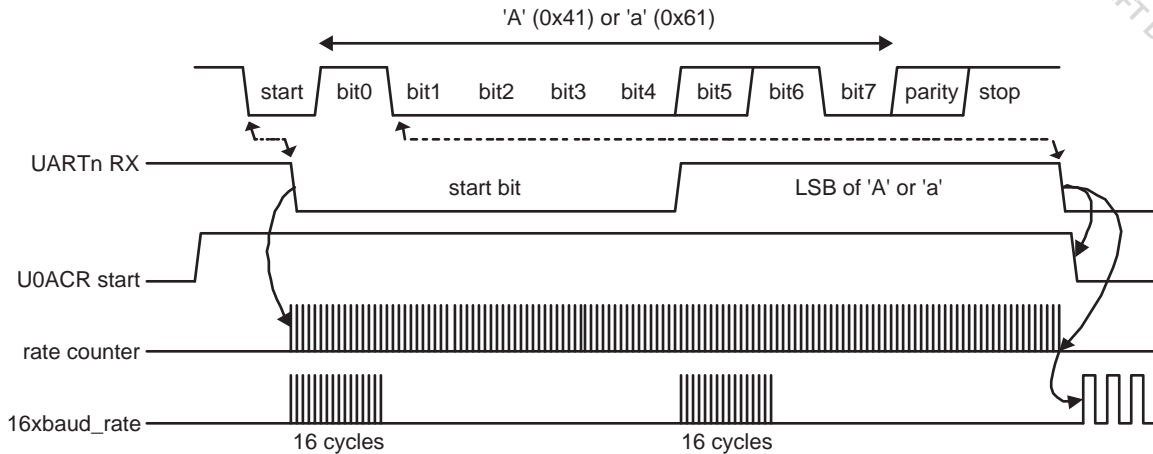 'A' (0x41) or 'a' (0x61)
start bit0 bit1 bit2 bit3 bit4 bit5 bit6 bit7 parity stop
UARTn RX
start bit
LSB of 'A' or 'a'
U0ACR start
rate counter
16xbaud_rate
16 cycles
16 cycles